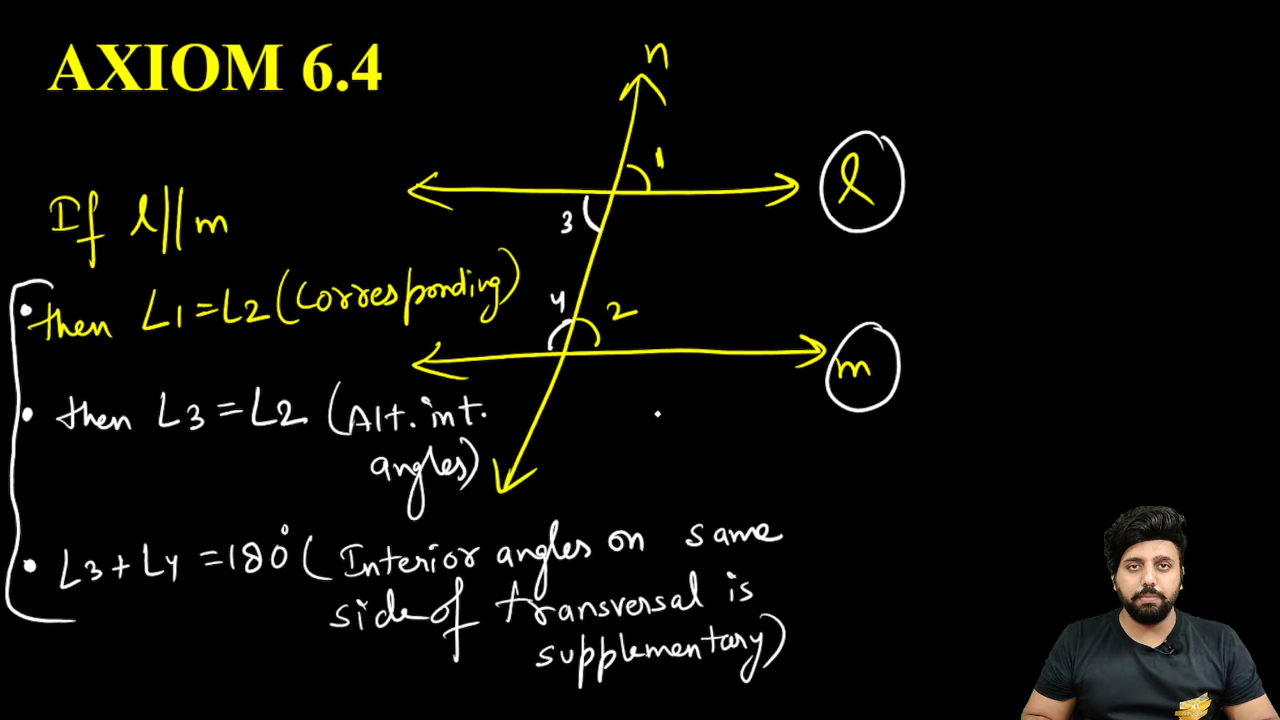 AXIOM 6.4
n
1
l
If l||m
3
then ∠1=∠2 (Corresponding)
4
2
m
then ∠3=∠2 (Alt. int.
angles)
∠3+∠4=180° (Interior angles on same
side of transversal is
supplementary)